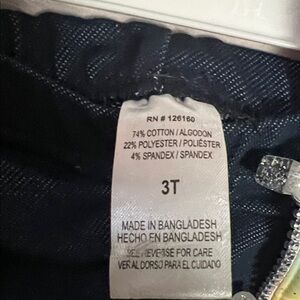 RN # 126160
74% COTTON / ALGODON
22% POLYESTER / POLIÉSTER
4% SPANDEX / SPANDEX
3T
MADE IN BANGLADESH
HECHO EN BANGLADESH
SEE REVERSE FOR CARE
VER AL DORSO PARA EL CUIDADO